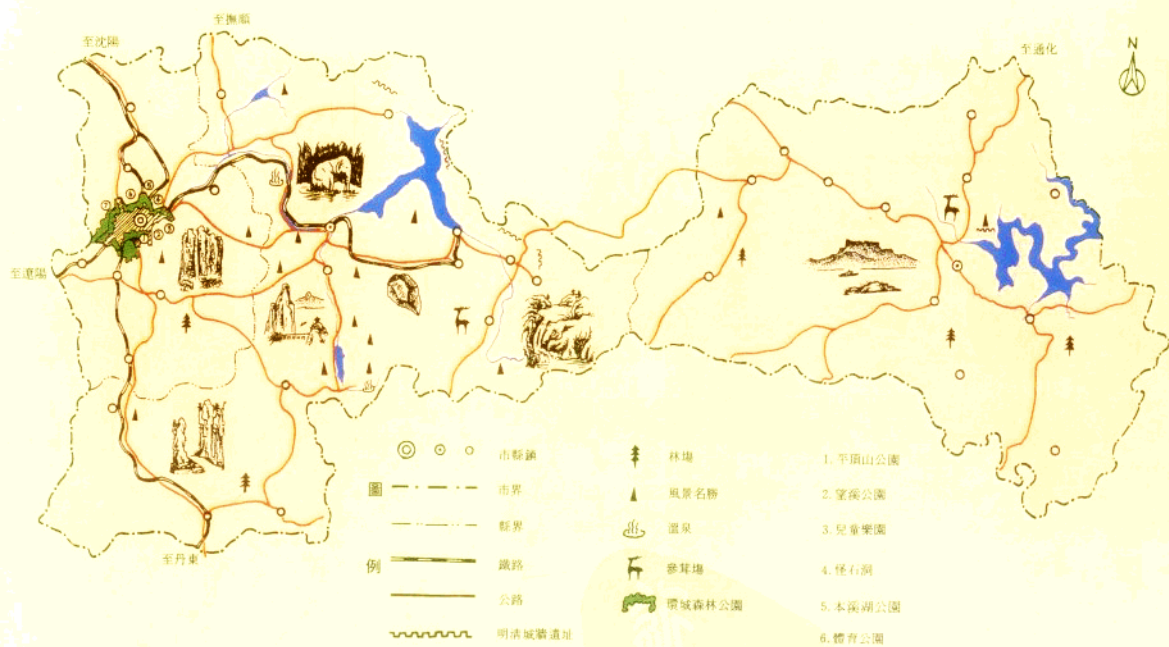 至撫順
至沈陽
至通化
N
至遼陽
至丹東
圖例
市縣鎮
市界
縣界
鐵路
公路
明清城牆遺址
林場
風景名勝
溫泉
參茸場
環城森林公園
1.平頂山公園
2.望溪公園
3.兒童樂園
4.怪石洞
5.本溪湖公園
6.體育公園